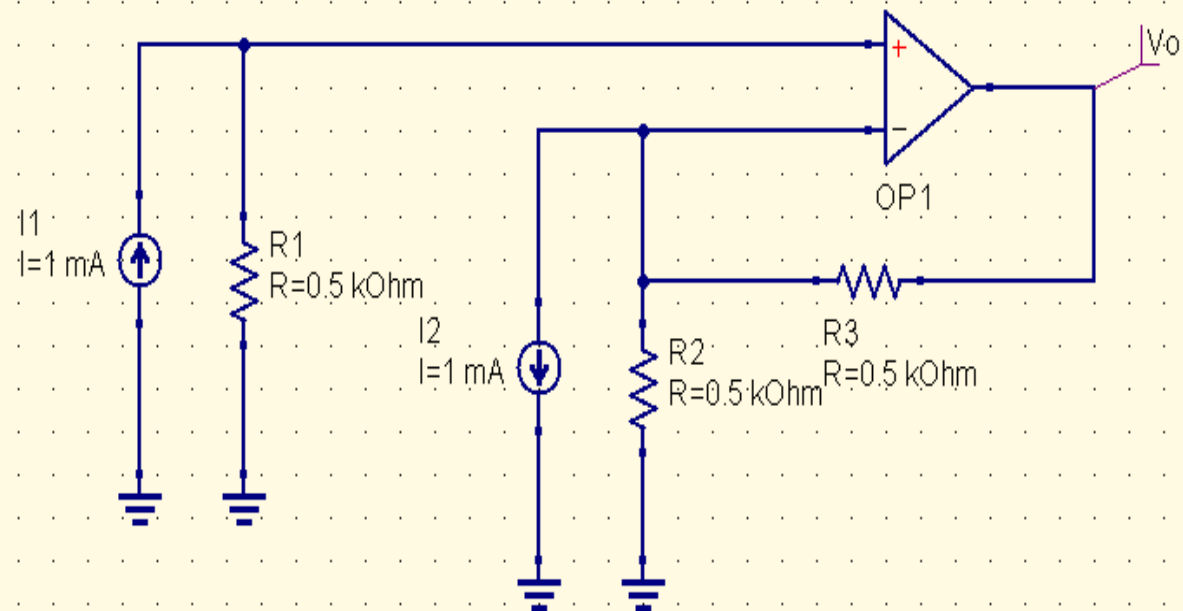 Vo
+
−
OP1
I1
I=1 mA
R1
R=0.5 kOhm
I2
I=1 mA
R2
R=0.5 kOhm
R3
R=0.5 kOhm